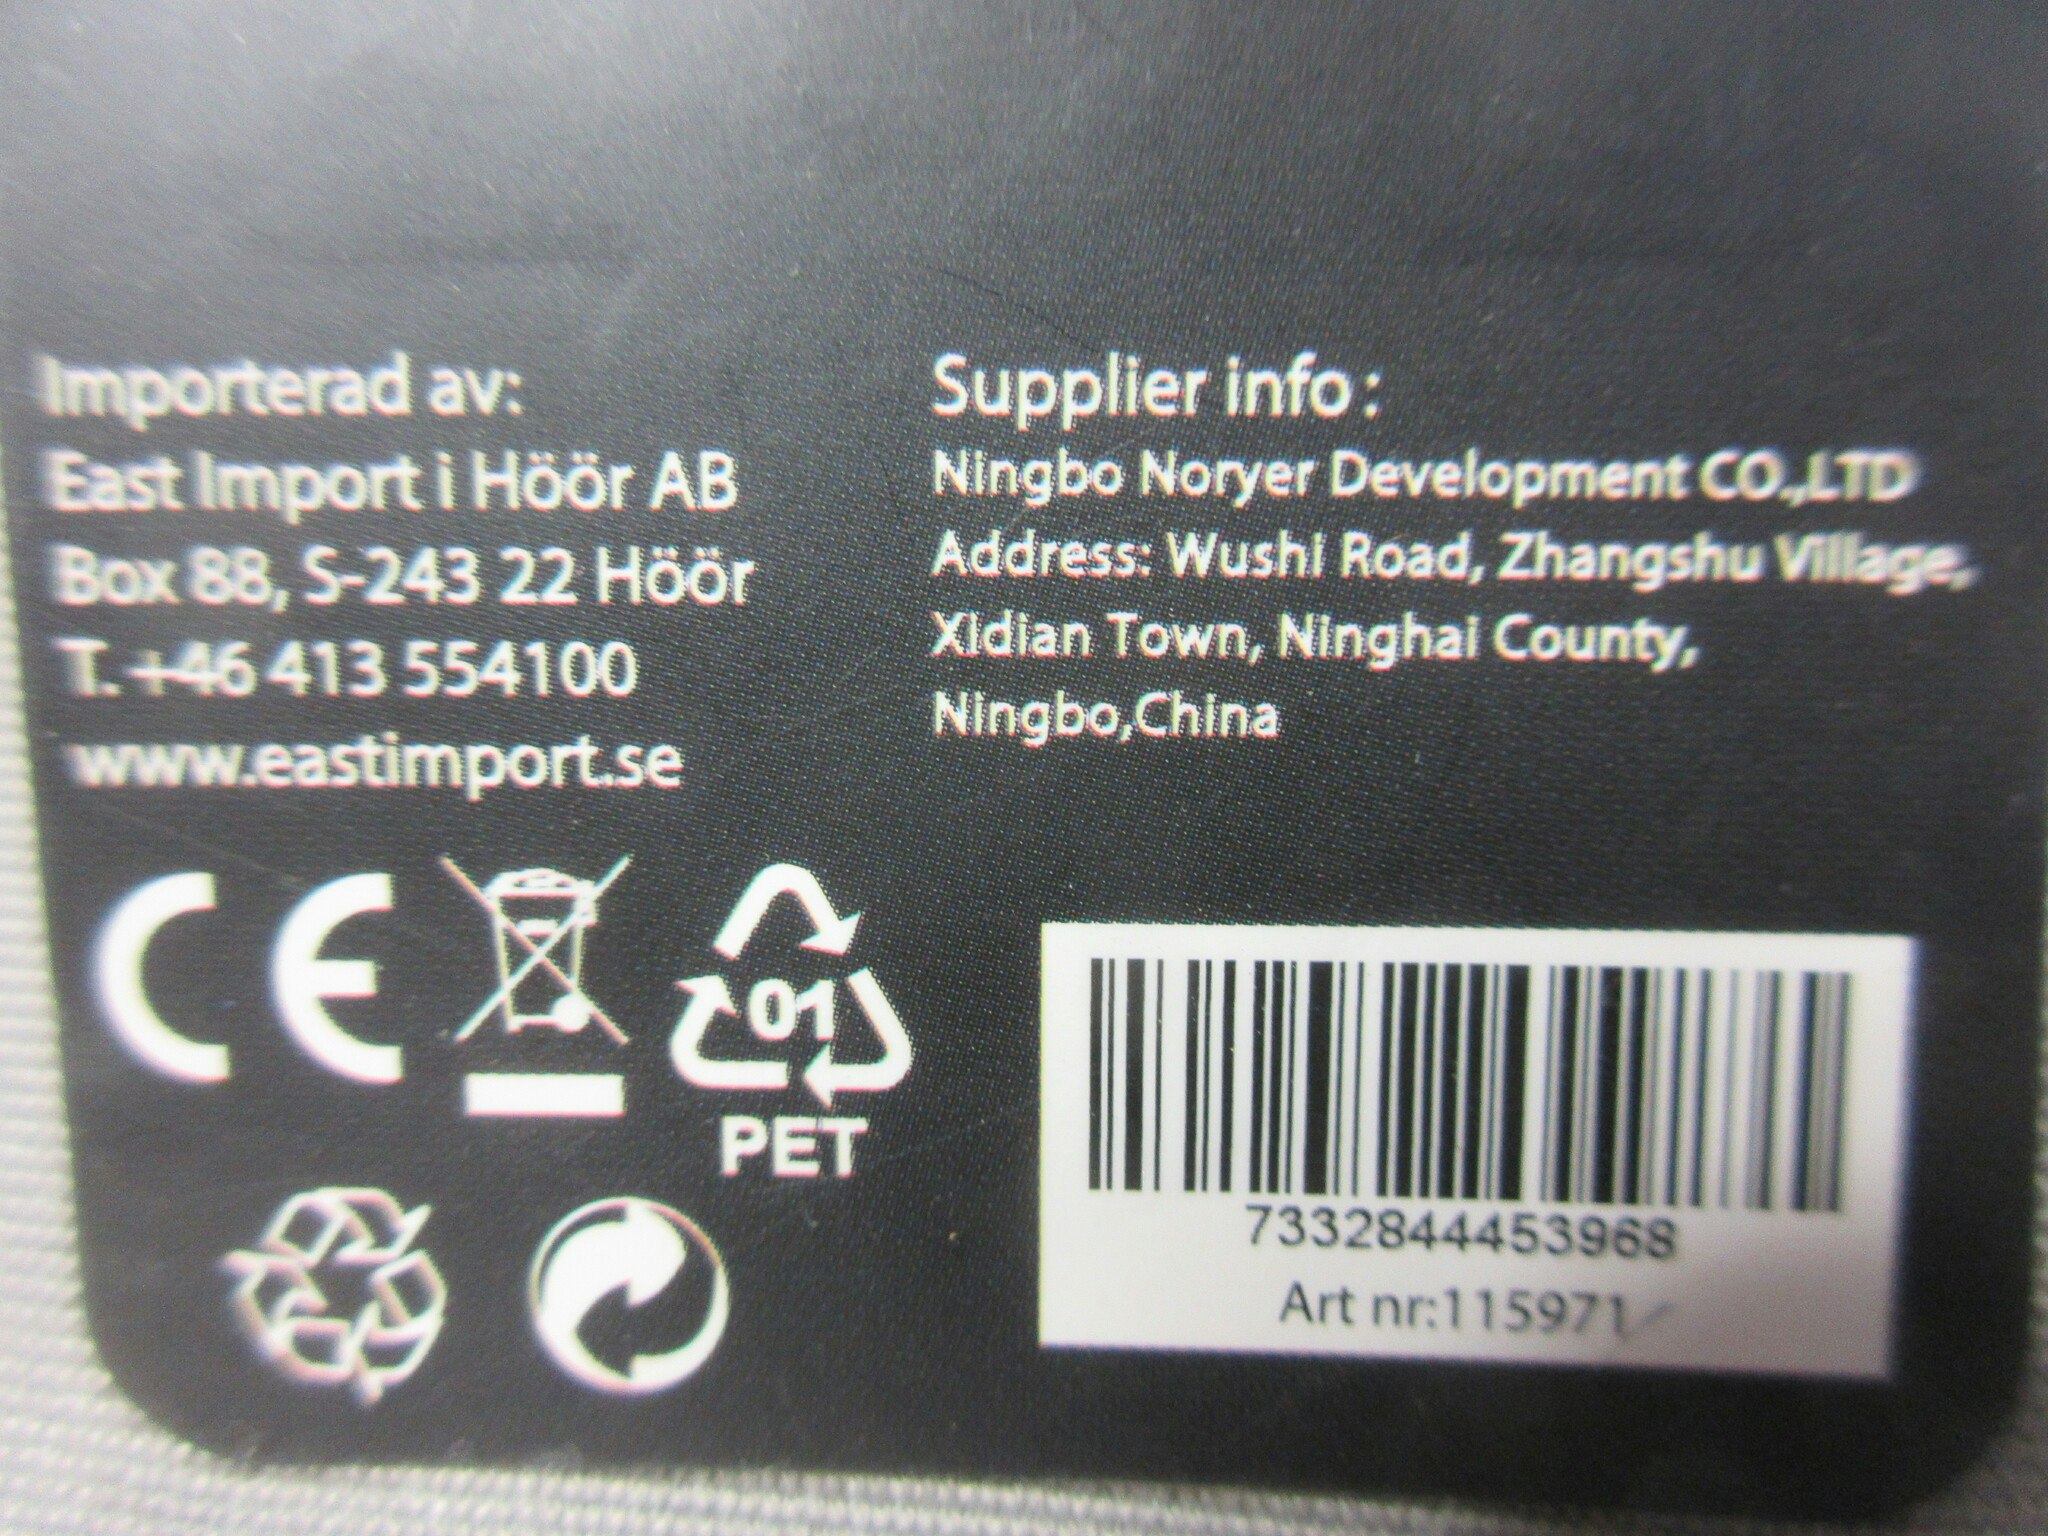 Importerad av:
East Import i Höör AB
Box 88, S-243 22 Höör
T. +46 413 554100
www.eastimport.se
Supplier info:
Ningbo Noryer Development CO.,LTD
Address: Wushi Road, Zhangshu Village,
Xidian Town, Ninghai County,
Ningbo,China
CE
01
PET
7332844453968
Art nr:115971